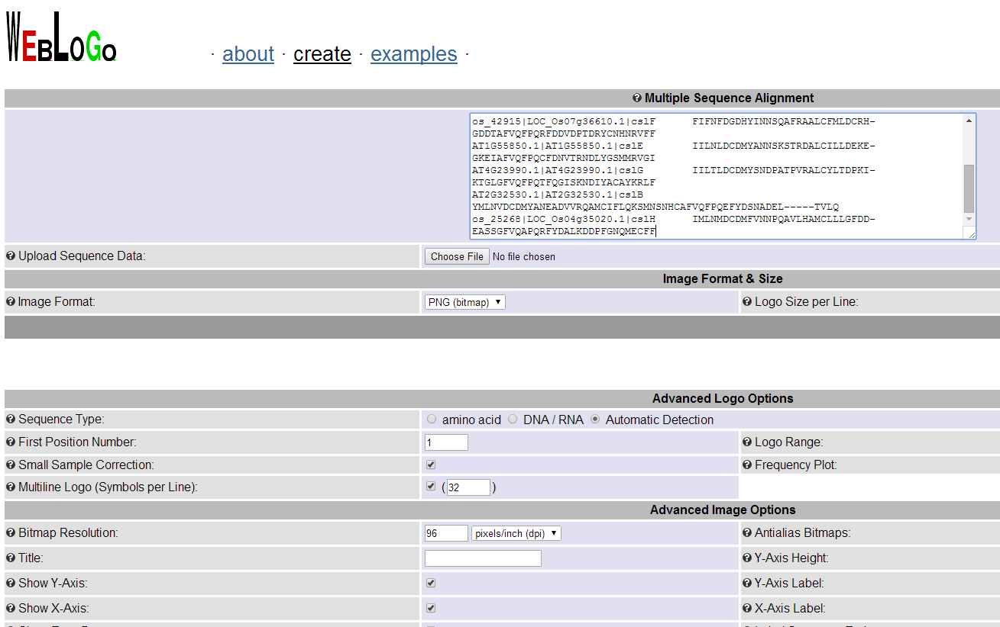 WEBLOGO
· about · create · examples ·
Multiple Sequence Alignment
os_42915|LOC_Os07g36610.1|cslF FIFNFDGDHYINNSQAFRAALCFMLDCRH-
GDDTAFVQFPQRFDDVDPTDRYCNHNRVFF
AT1G55850.1|AT1G55850.1|cslE IILNLDCDMYANNSKSTRDALCILLDEKE-
GKEIAFVQFPQCFDNVTRNDLYGSMMRVGI
AT4G23990.1|AT4G23990.1|cslG IILTLDCDMYSNDPATPVRALCYLTDPKI-
KTGLGFVQFPQTFQGISKNDIYACAYKRLF
AT2G32530.1|AT2G32530.1|cslB
YMLNVDCDMYANEADVVRQAMCIFLQKSMNSNHCAFVQFPQEFYDSNADEL-----TVLQ
os_25268|LOC_Os04g35020.1|cslH IMLNMDCDMFVNNPQAVLHAMCLLLGFDD-
EASSGFVQAPQRFYDALKDDPFGNQMECFF
Upload Sequence Data: Choose File No file chosen
Image Format & Size
Image Format: PNG (bitmap) Logo Size per Line:
Advanced Logo Options
Sequence Type: amino acid DNA / RNA Automatic Detection
First Position Number: 1 Logo Range:
Small Sample Correction: Frequency Plot:
Multiline Logo (Symbols per Line): ( 32 )
Advanced Image Options
Bitmap Resolution: 96 pixels/inch (dpi) Antialias Bitmaps:
Title: Y-Axis Height:
Show Y-Axis: Y-Axis Label:
Show X-Axis: X-Axis Label: